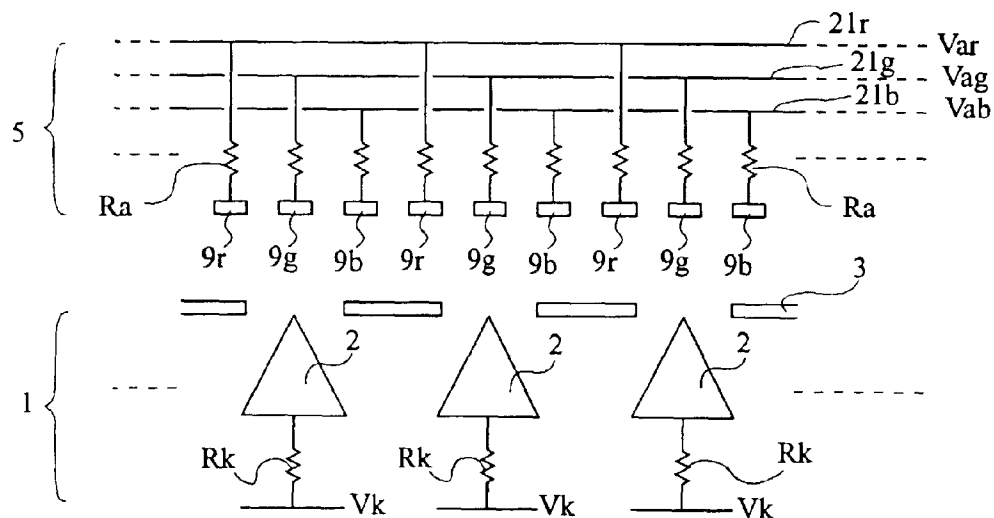 21r
Var
21g
Vag
21b
Vab
5
Ra
Ra
9r 9g 9b 9r 9g 9b 9r 9g 9b
3
2 2 2
1
Rk Rk Rk
Vk Vk Vk